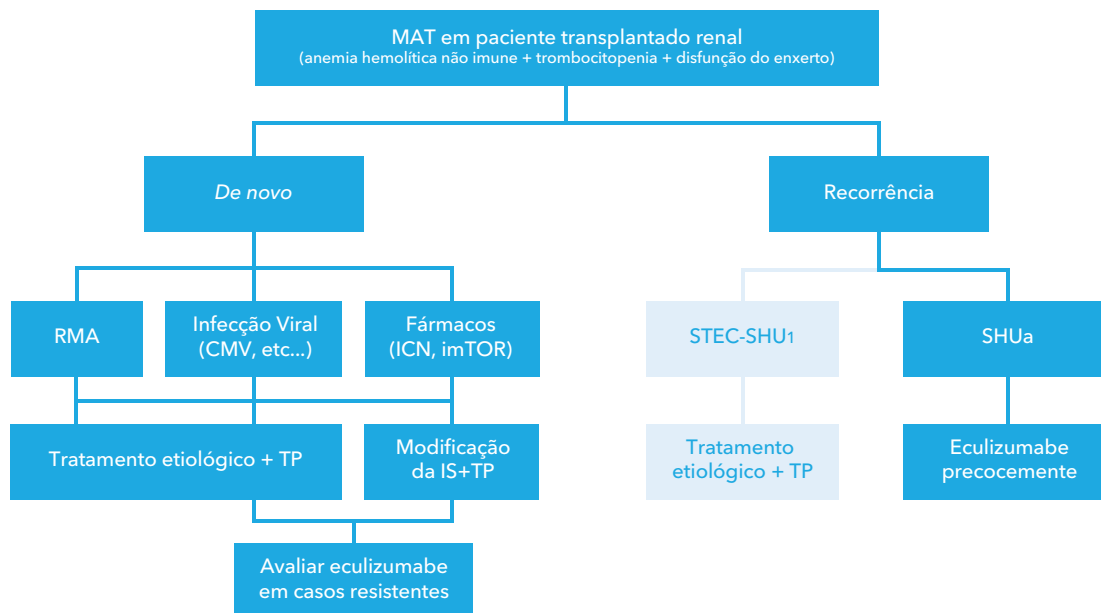 MAT em paciente transplantado renal
(anemia hemolítica não imune + trombocitopenia + disfunção do enxerto)
De novo
Recorrência
RMA
Infecção Viral
(CMV, etc...)
Fármacos
(ICN, imTOR)
STEC-SHU1
SHUa
Tratamento etiológico + TP
Modificação
da IS+TP
Tratamento
etiológico + TP
Eculizumabe
precocemente
Avaliar eculizumabe
em casos resistentes